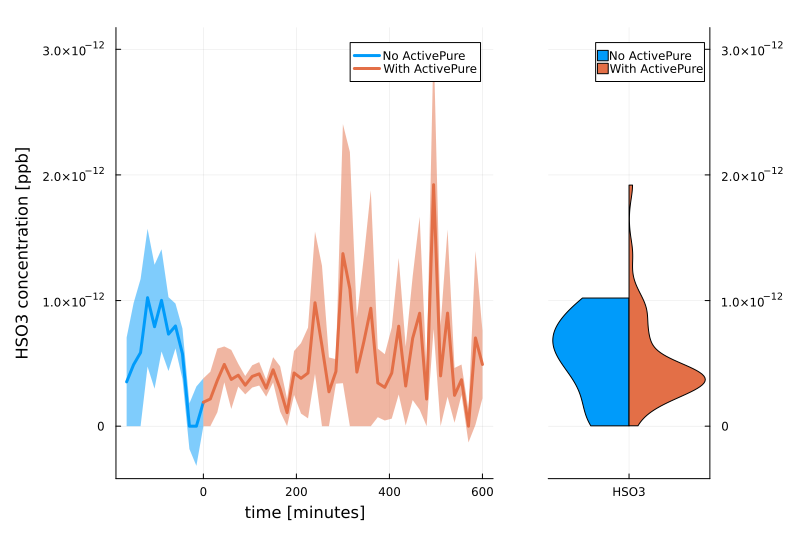 HSO3 concentration [ppb]
3.0×10⁻¹²
2.0×10⁻¹²
1.0×10⁻¹²
0
No ActivePure
With ActivePure
0 200 400 600
time [minutes]
No ActivePure
With ActivePure
3.0×10⁻¹²
2.0×10⁻¹²
1.0×10⁻¹²
0
HSO3